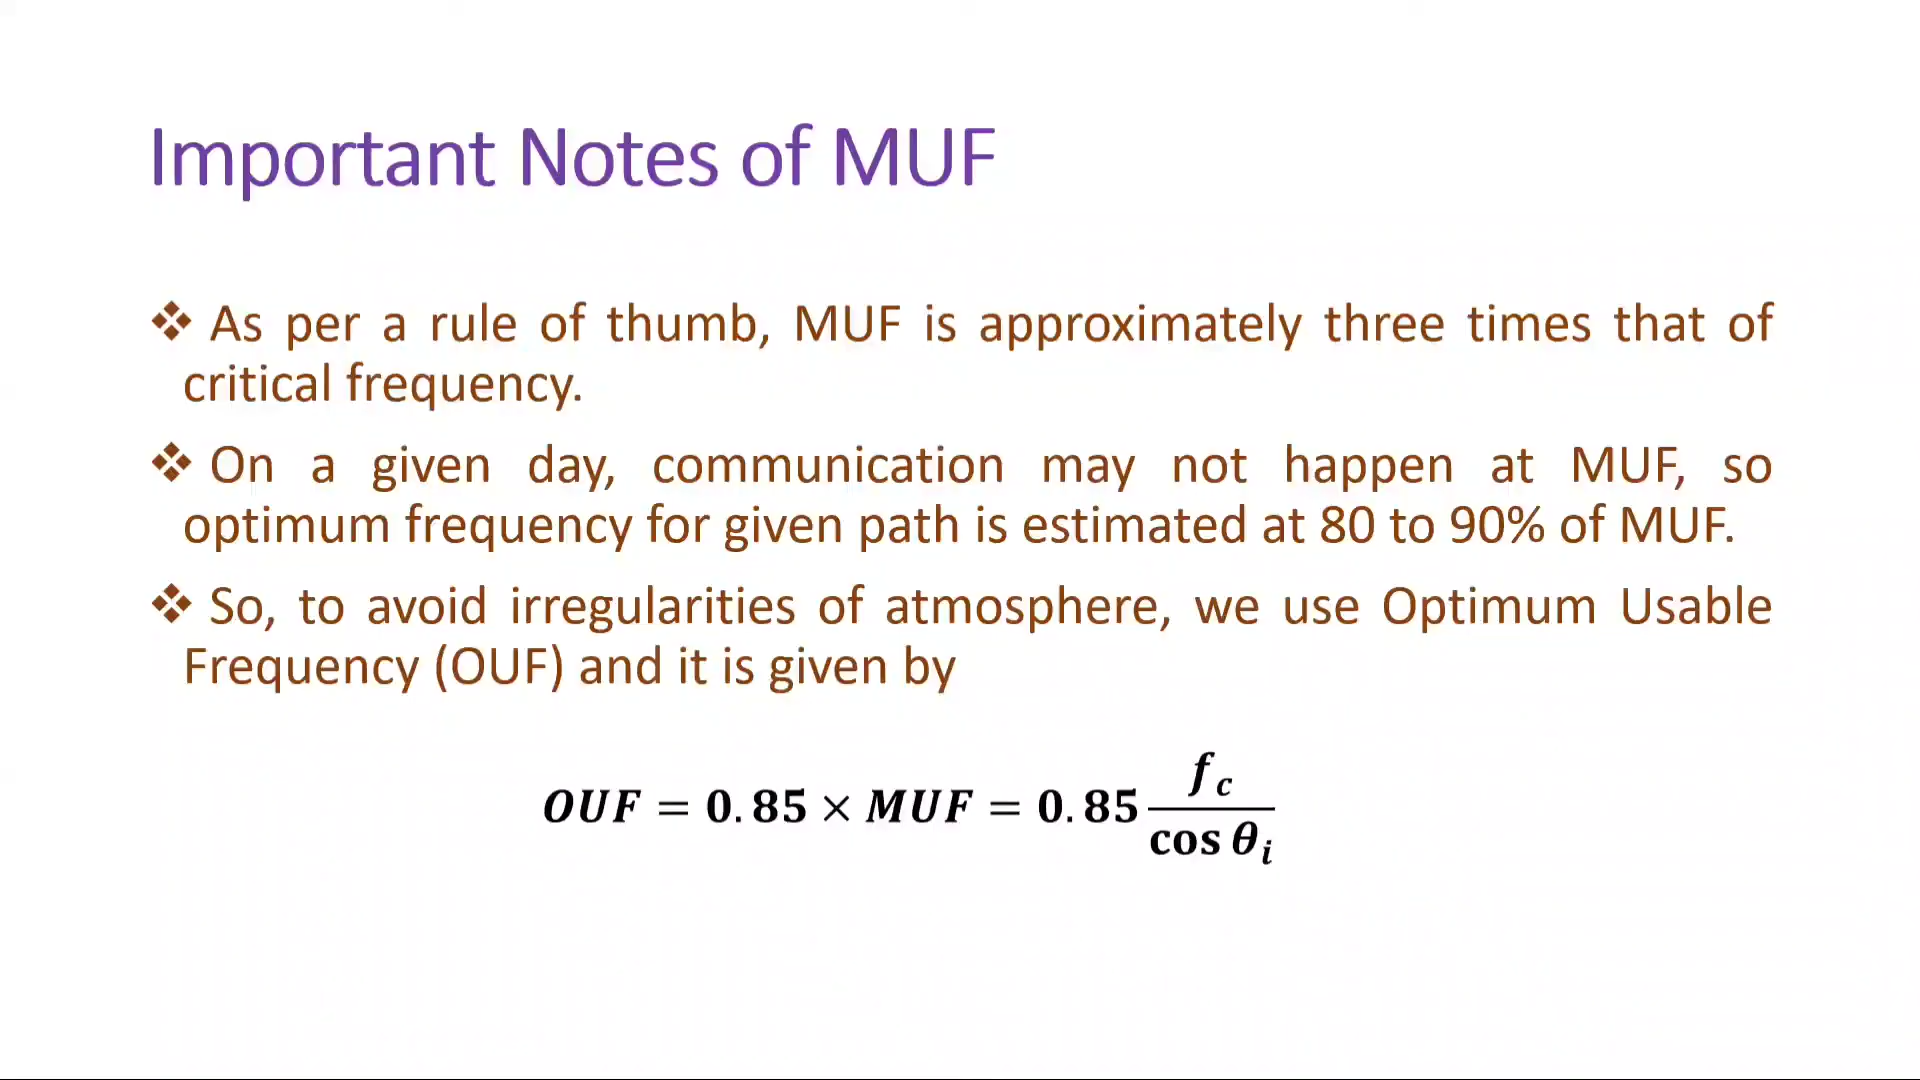 Important Notes of MUF
❖ As per a rule of thumb, MUF is approximately three times that of
critical frequency.
❖ On a given day, communication may not happen at MUF, so
optimum frequency for given path is estimated at 80 to 90% of MUF.
❖ So, to avoid irregularities of atmosphere, we use Optimum Usable
Frequency (OUF) and it is given by
OUF = 0.85 × MUF = 0.85 f_c / cos θ_i